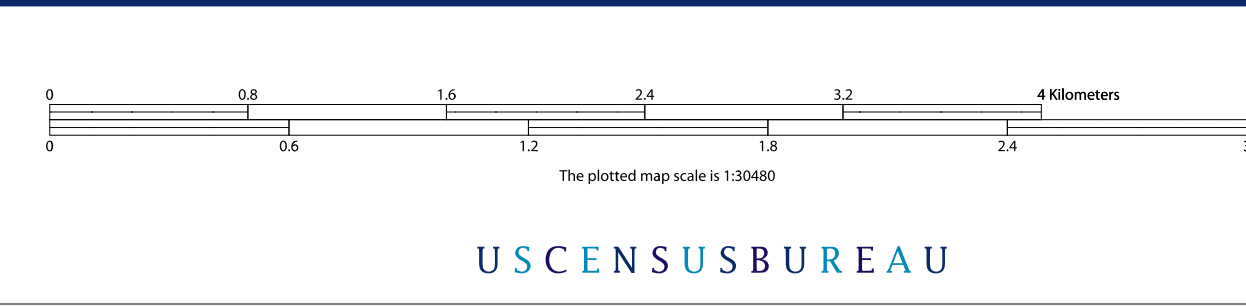 0 0.8 1.6 2.4 3.2 4 Kilometers
0 0.6 1.2 1.8 2.4
The plotted map scale is 1:30480
USCENSUSBUREAU